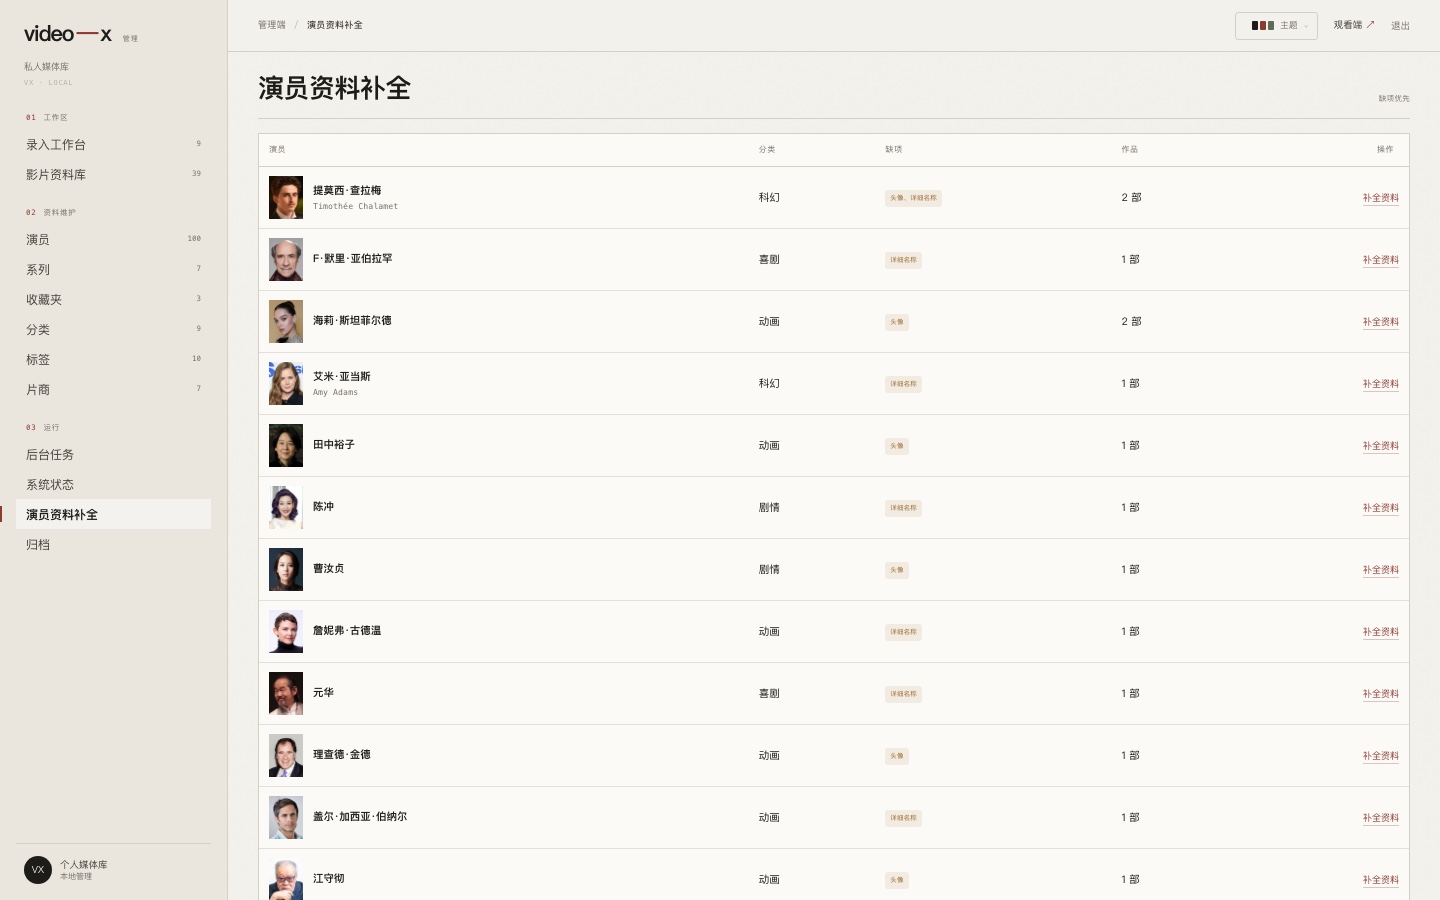 video—x 管理
私人媒体库
VX · LOCAL
01 工作区
录入工作台 9
影片资料库 39
02 资料维护
演员 100
系列 7
收藏夹 3
分类 9
标签 10
片商 7
03 运行
后台任务
系统状态
演员资料补全
归档
VX
个人媒体库
本地管理
管理端 / 演员资料补全
主题
观看端 ↗
退出
演员资料补全
缺项优先
演员 分类 缺项 作品 操作
提莫西·查拉梅
Timothée Chalamet
科幻 头像、详细名称 2 部 补全资料
F·默里·亚伯拉罕 喜剧 详细名称 1 部 补全资料
海莉·斯坦菲尔德 动画 头像 2 部 补全资料
艾米·亚当斯
Amy Adams
科幻 详细名称 1 部 补全资料
田中裕子 动画 头像 1 部 补全资料
陈冲 剧情 详细名称 1 部 补全资料
曹汝贞 剧情 头像 1 部 补全资料
詹妮弗·古德温 动画 详细名称 1 部 补全资料
元华 喜剧 详细名称 1 部 补全资料
理查德·金德 动画 头像 1 部 补全资料
盖尔·加西亚·伯纳尔 动画 详细名称 1 部 补全资料
江守彻 动画 头像 1 部 补全资料